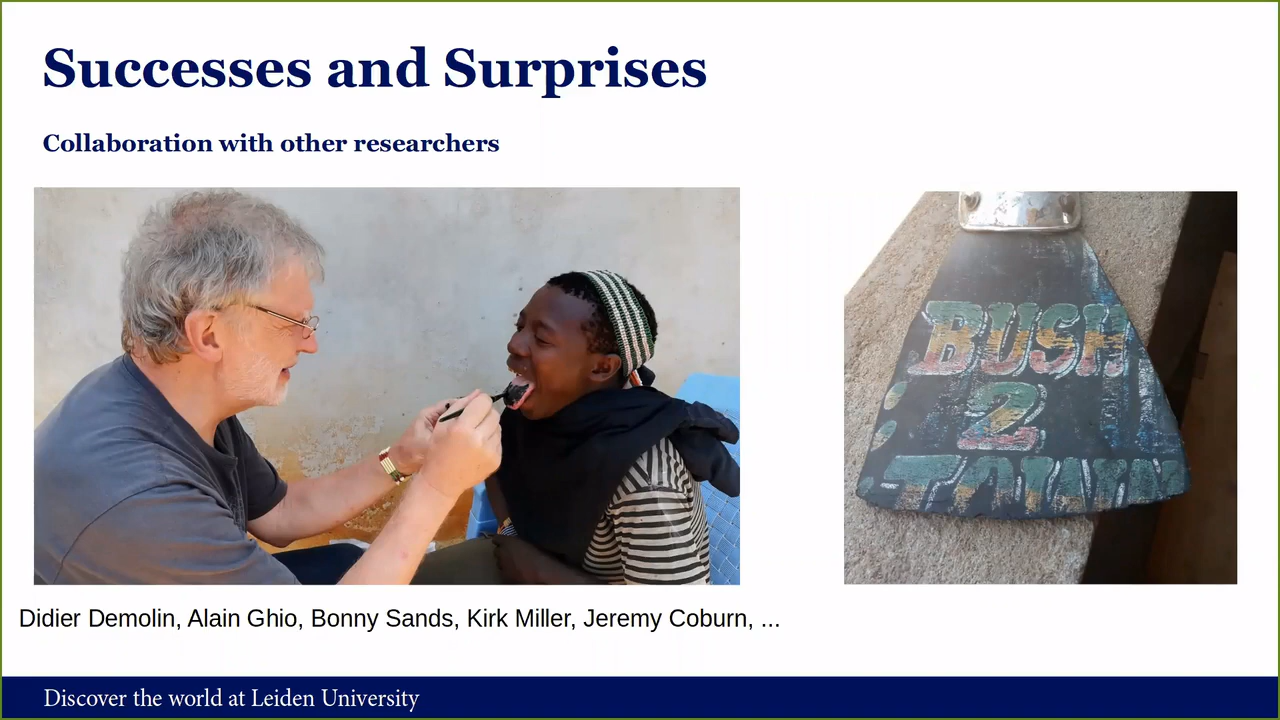 Successes and Surprises
Collaboration with other researchers
BUSH
2
TOWN
Didier Demolin, Alain Ghio, Bonny Sands, Kirk Miller, Jeremy Coburn, ...
Discover the world at Leiden University